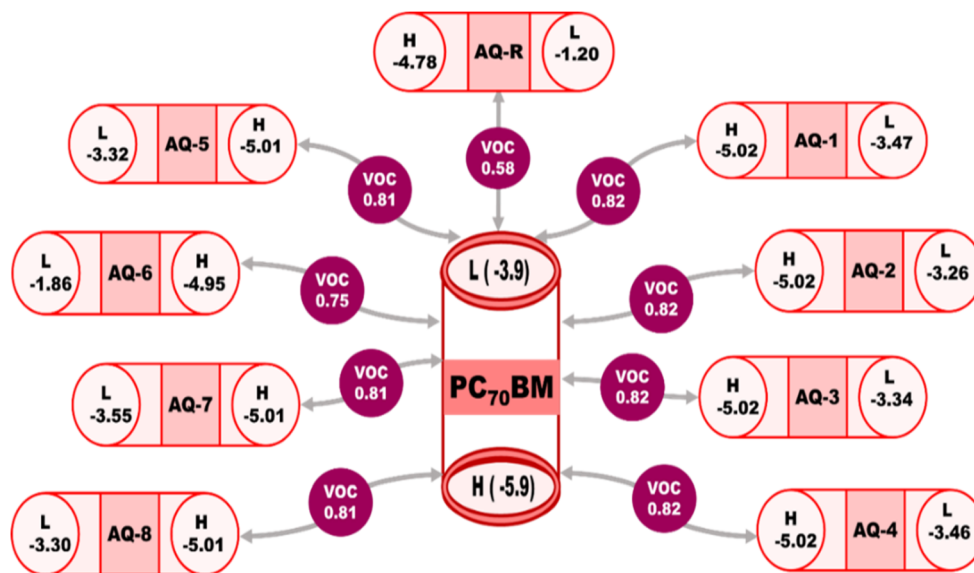 H
-4.78
AQ-R
L
-1.20
L
-3.32
AQ-5
H
-5.01
H
-5.02
AQ-1
L
-3.47
VOC
0.81
VOC
0.58
VOC
0.82
L
-1.86
AQ-6
H
-4.95
L ( -3.9)
H
-5.02
AQ-2
L
-3.26
VOC
0.75
VOC
0.82
L
-3.55
AQ-7
H
-5.01
VOC
0.81
PC₇₀BM
VOC
0.82
H
-5.02
AQ-3
L
-3.34
L
-3.30
AQ-8
H
-5.01
VOC
0.81
H ( -5.9)
VOC
0.82
H
-5.02
AQ-4
L
-3.46